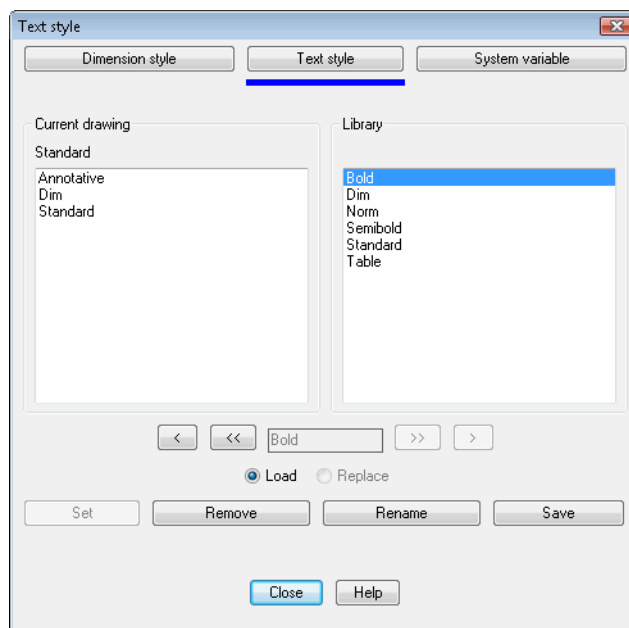 Text style
Dimension style Text style System variable
Current drawing Library
Standard
Annotative
Dim
Standard
Bold
Dim
Norm
Semibold
Standard
Table
< << Bold >> >
Load Replace
Set Remove Rename Save
Close Help